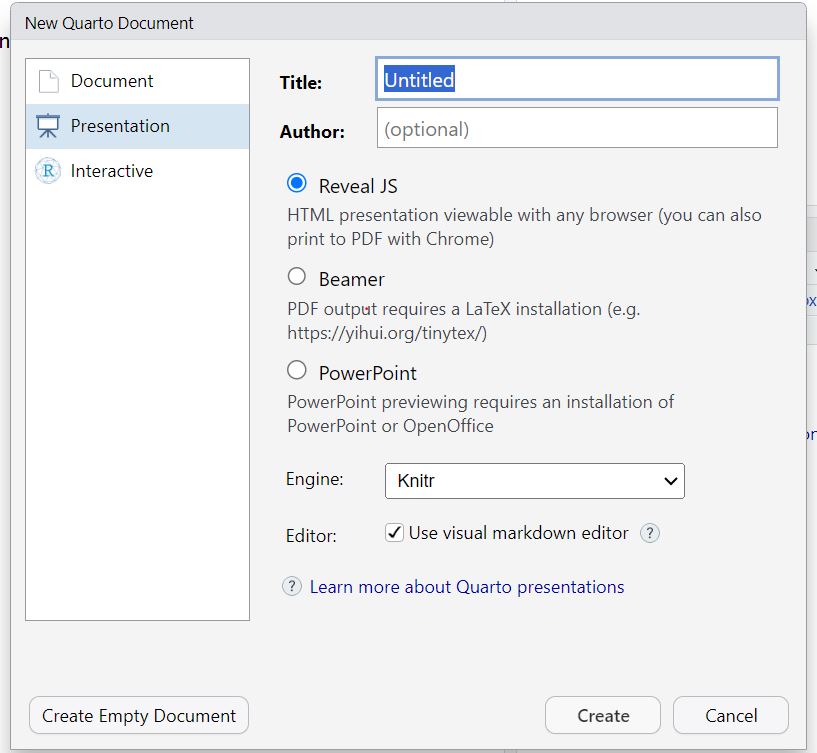 New Quarto Document
Document
Presentation
R Interactive
Title: Untitled
Author: (optional)
Reveal JS
HTML presentation viewable with any browser (you can also
print to PDF with Chrome)
Beamer
PDF output requires a LaTeX installation (e.g.
https://yihui.org/tinytex/)
PowerPoint
PowerPoint previewing requires an installation of
PowerPoint or OpenOffice
Engine: Knitr
Editor: Use visual markdown editor ?
? Learn more about Quarto presentations
Create Empty Document Create Cancel